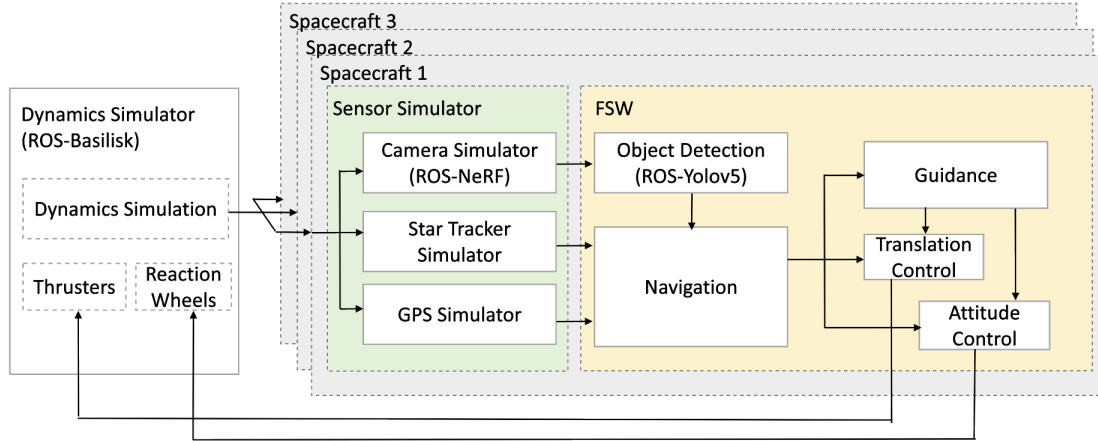 Spacecraft 3
Spacecraft 2
Spacecraft 1
Dynamics Simulator
(ROS-Basilisk)
Dynamics Simulation
Thrusters
Reaction
Wheels
Sensor Simulator
Camera Simulator
(ROS-NeRF)
Star Tracker
Simulator
GPS Simulator
FSW
Object Detection
(ROS-Yolov5)
Navigation
Guidance
Translation
Control
Attitude
Control